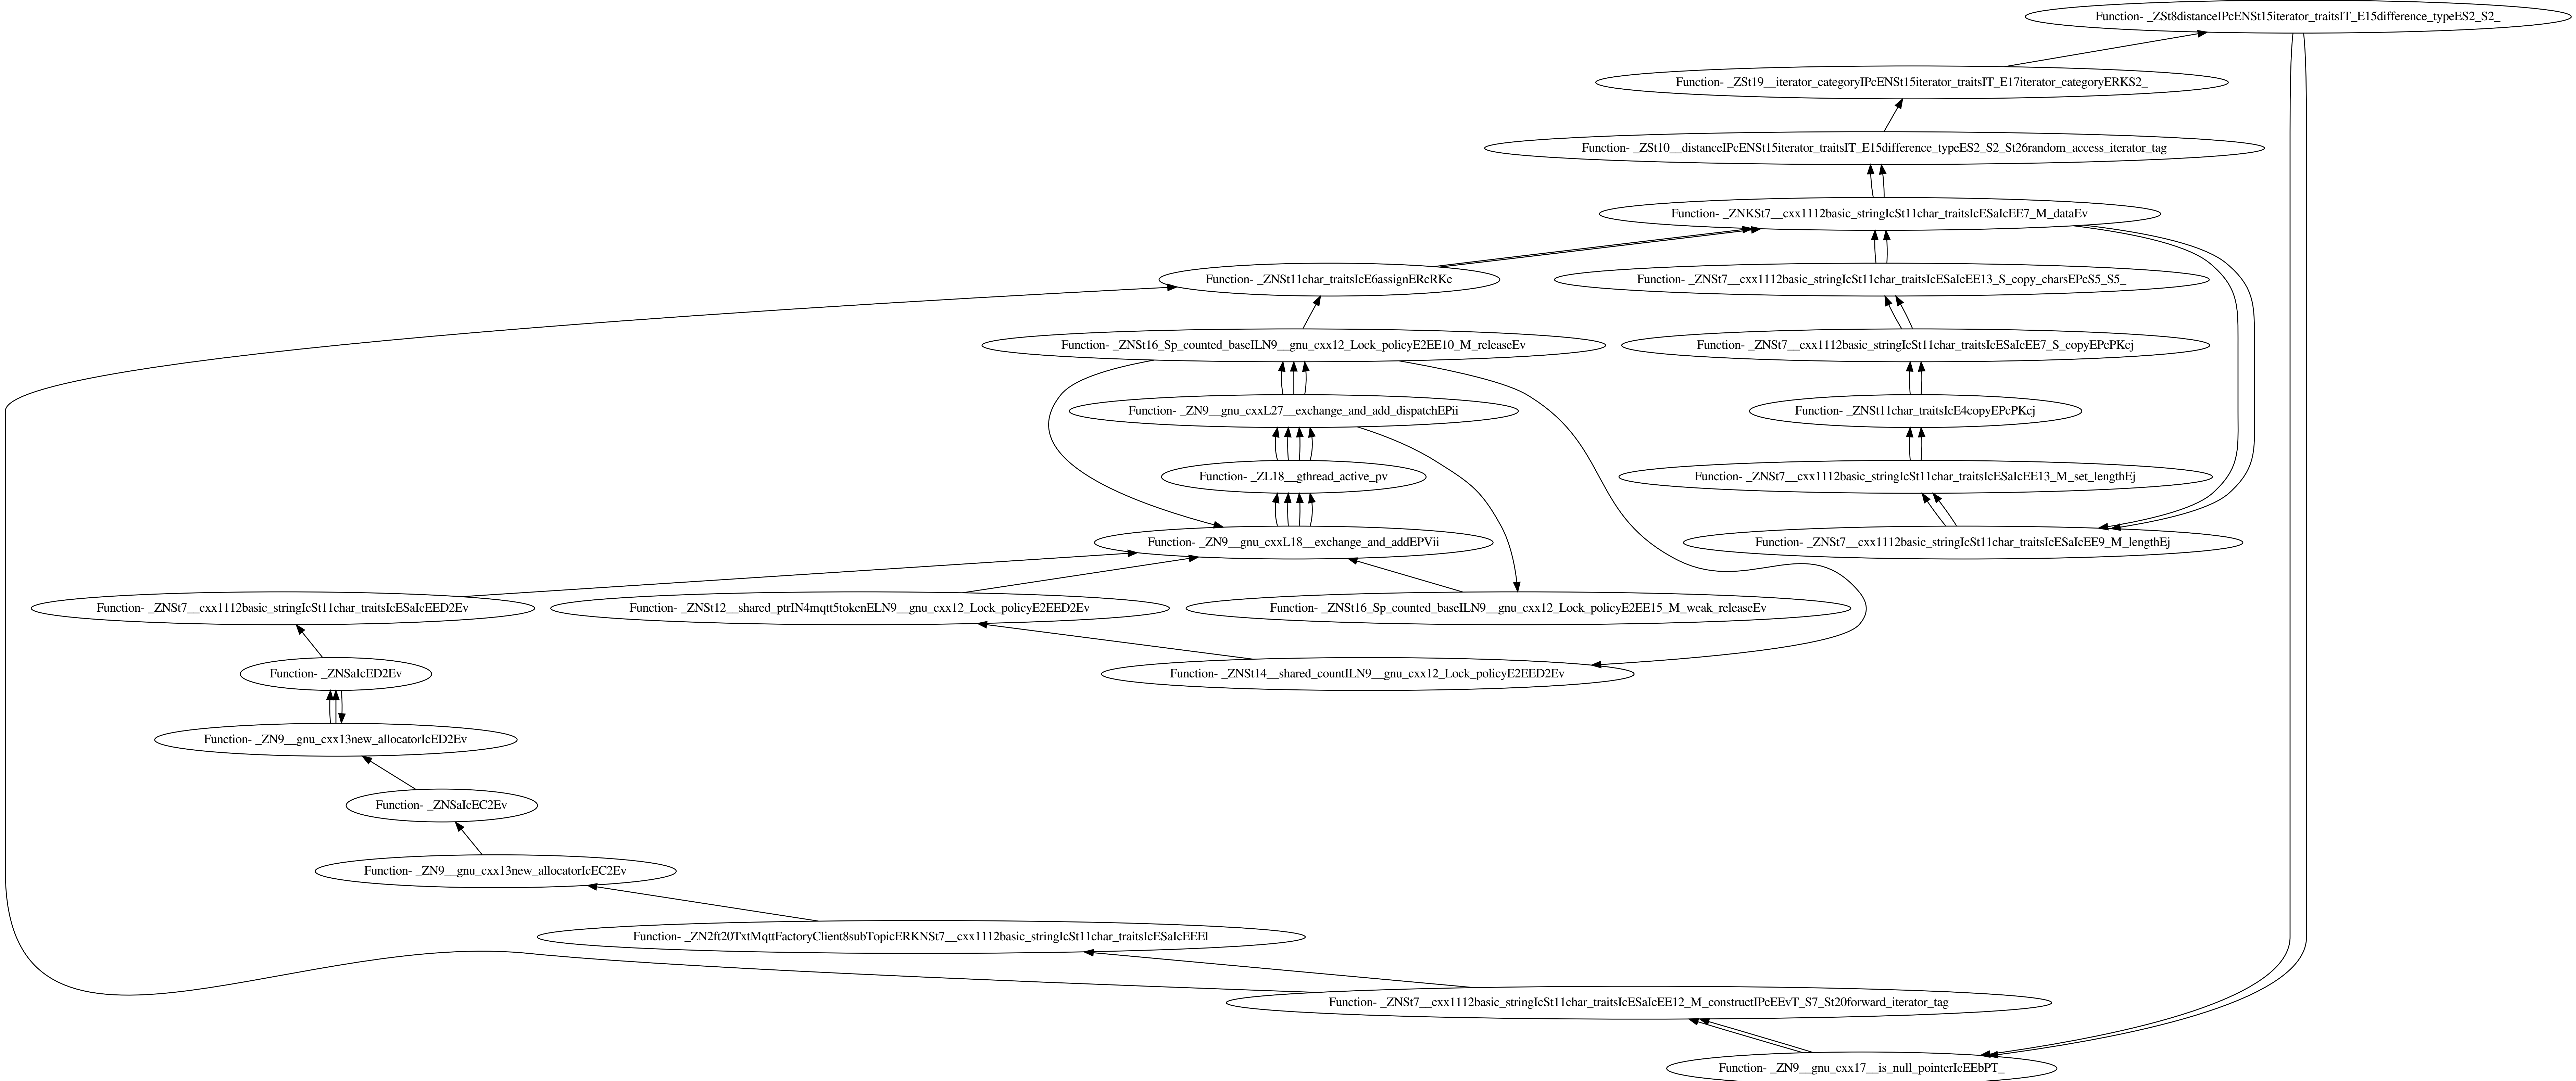 Function- _ZSt8distanceIPcENSt15iterator_traitsIT_E15difference_typeES2_S2_
Function- _ZSt19__iterator_categoryIPcENSt15iterator_traitsIT_E17iterator_categoryERKS2_
Function- _ZSt10__distanceIPcENSt15iterator_traitsIT_E15difference_typeES2_S2_St26random_access_iterator_tag
Function- _ZNKSt7__cxx1112basic_stringIcSt11char_traitsIcESaIcEE7_M_dataEv
Function- _ZNSt11char_traitsIcE6assignERcRKc
Function- _ZNSt7__cxx1112basic_stringIcSt11char_traitsIcESaIcEE13_S_copy_charsEPcS5_S5_
Function- _ZNSt16_Sp_counted_baseILN9__gnu_cxx12_Lock_policyE2EE10_M_releaseEv
Function- _ZNSt7__cxx1112basic_stringIcSt11char_traitsIcESaIcEE7_S_copyEPcPKcj
Function- _ZN9__gnu_cxxL27__exchange_and_add_dispatchEPii
Function- _ZNSt11char_traitsIcE4copyEPcPKcj
Function- _ZL18__gthread_active_pv
Function- _ZNSt7__cxx1112basic_stringIcSt11char_traitsIcESaIcEE13_M_set_lengthEj
Function- _ZN9__gnu_cxxL18__exchange_and_addEPVii
Function- _ZNSt7__cxx1112basic_stringIcSt11char_traitsIcESaIcEE9_M_lengthEj
Function- _ZNSt7__cxx1112basic_stringIcSt11char_traitsIcESaIcEED2Ev
Function- _ZNSt12__shared_ptrIN4mqtt5tokenELN9__gnu_cxx12_Lock_policyE2EED2Ev
Function- _ZNSt16_Sp_counted_baseILN9__gnu_cxx12_Lock_policyE2EE15_M_weak_releaseEv
Function- _ZNSaIcED2Ev
Function- _ZNSt14__shared_countILN9__gnu_cxx12_Lock_policyE2EED2Ev
Function- _ZN9__gnu_cxx13new_allocatorIcED2Ev
Function- _ZNSaIcEC2Ev
Function- _ZN9__gnu_cxx13new_allocatorIcEC2Ev
Function- _ZN2ft20TxtMqttFactoryClient8subTopicERKNSt7__cxx1112basic_stringIcSt11char_traitsIcESaIcEEEl
Function- _ZNSt7__cxx1112basic_stringIcSt11char_traitsIcESaIcEE12_M_constructIPcEEvT_S7_St20forward_iterator_tag
Function- _ZN9__gnu_cxx17__is_null_pointerIcEEbPT_